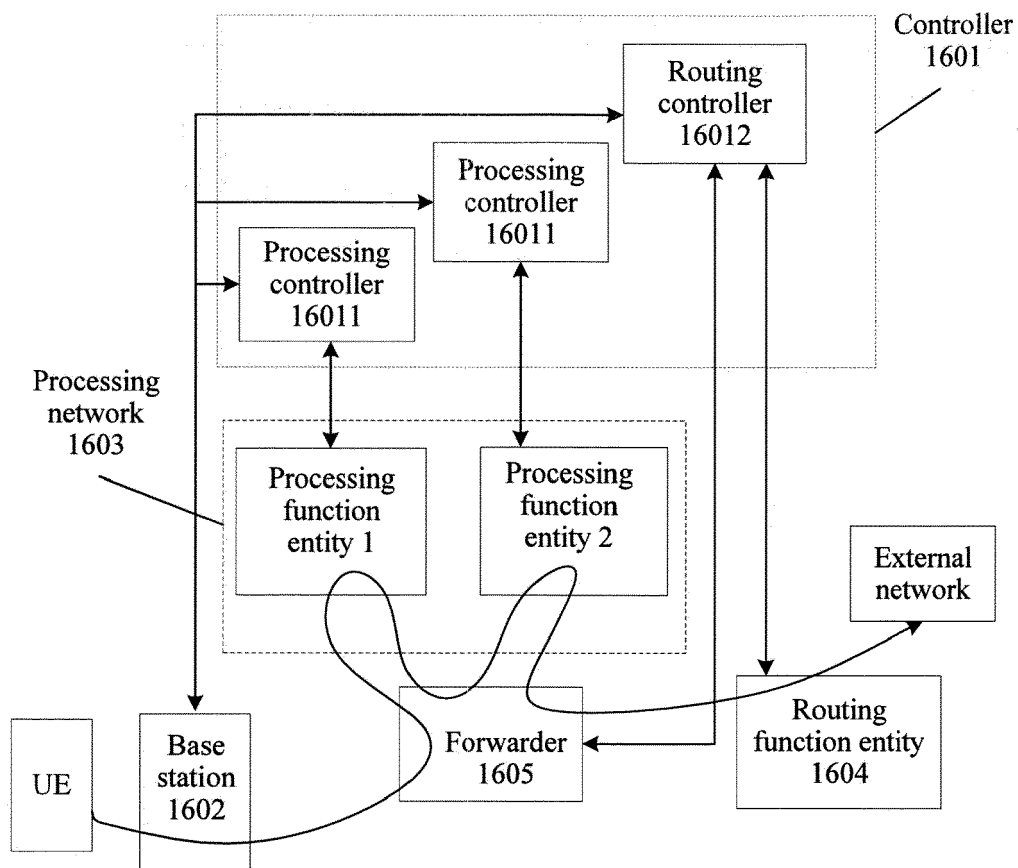 Controller
1601
Routing
controller
16012
Processing
controller
16011
Processing
controller
16011
Processing
network
1603
Processing
function
entity 1
Processing
function
entity 2
External
network
UE
Base
station
1602
Forwarder
1605
Routing
function entity
1604